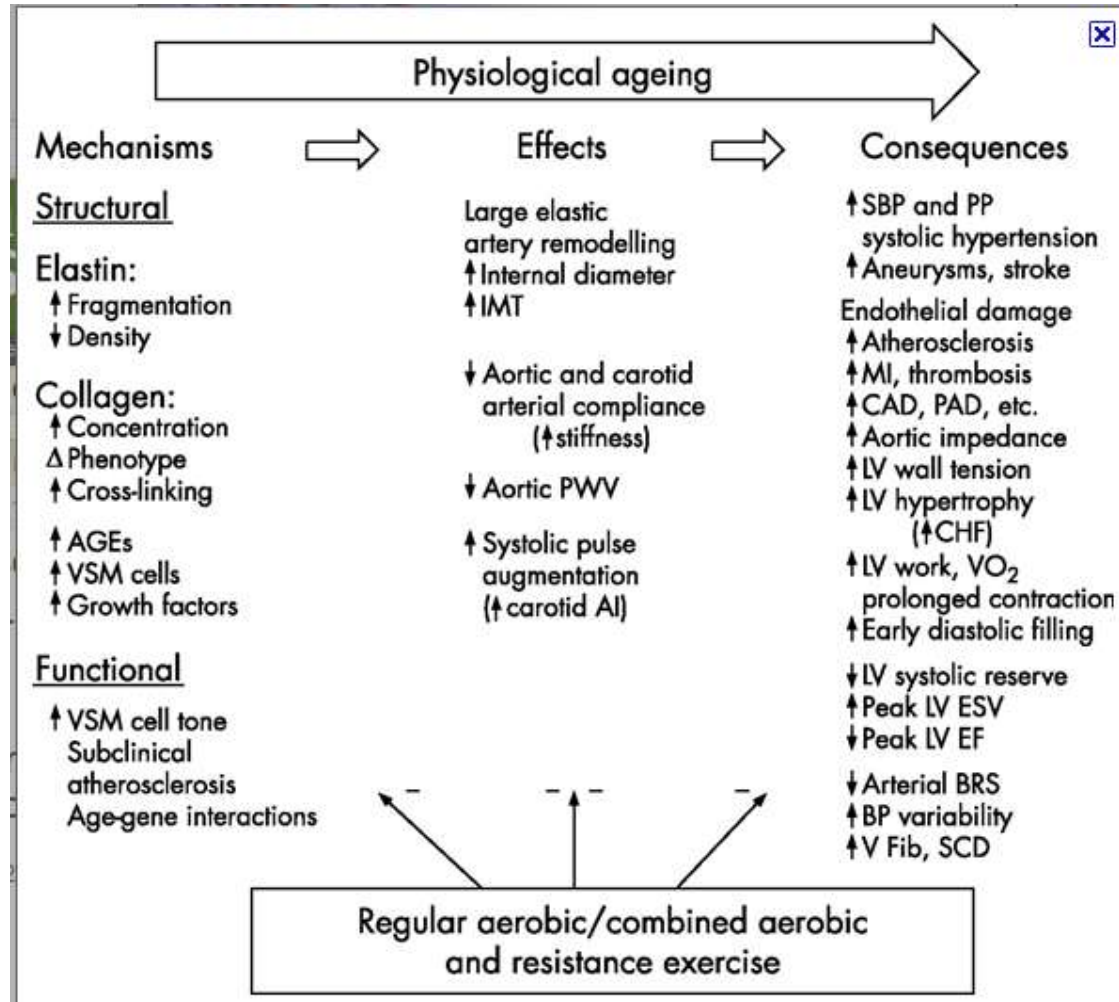 Physiological ageing
Mechanisms
Effects
Consequences
Structural
Elastin:
↑Fragmentation
↓Density
Collagen:
↑Concentration
ΔPhenotype
↑Cross-linking
↑AGEs
↑VSM cells
↑Growth factors
Functional
↑VSM cell tone
Subclinical
atherosclerosis
Age-gene interactions
Large elastic
artery remodelling
↑Internal diameter
↑IMT
↓Aortic and carotid
arterial compliance
(↑stiffness)
↓Aortic PWV
↑Systolic pulse
augmentation
(↑carotid AI)
↑SBP and PP
systolic hypertension
↑Aneurysms, stroke
Endothelial damage
↑Atherosclerosis
↑MI, thrombosis
↑CAD, PAD, etc.
↑Aortic impedance
↑LV wall tension
↑LV hypertrophy
(↑CHF)
↑LV work, VO₂
prolonged contraction
↑Early diastolic filling
↓LV systolic reserve
↑Peak LV ESV
↓Peak LV EF
↓Arterial BRS
↑BP variability
↑V Fib, SCD
– – – –
Regular aerobic/combined aerobic
and resistance exercise